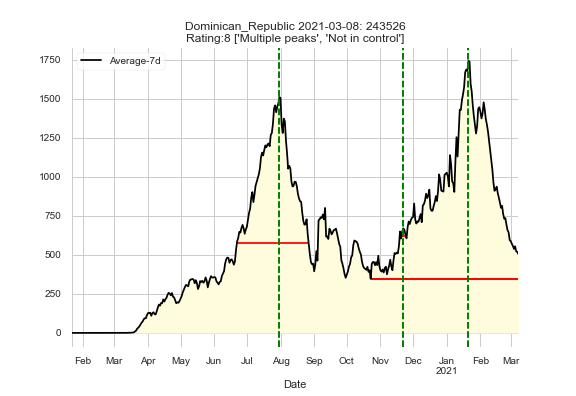 Dominican_Republic 2021-03-08: 243526
Rating:8 ['Multiple peaks', 'Not in control']
Average-7d
1750
1500
1250
1000
750
500
250
0
Feb Mar Apr May Jun Jul Aug Sep Oct Nov Dec Jan Feb Mar
2021
Date